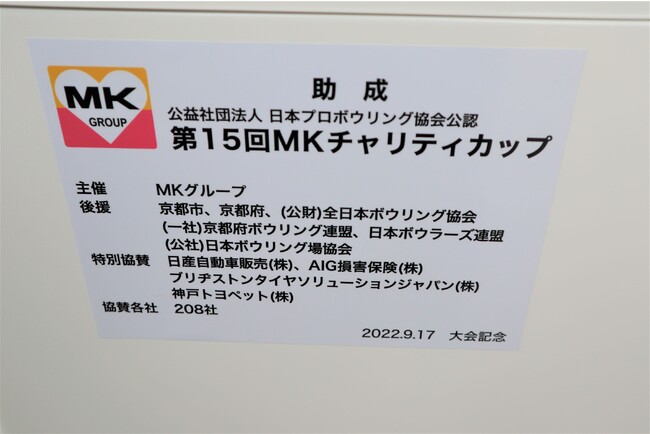 MK
GROUP
助成
公益社団法人 日本プロボウリング協会公認
第15回MKチャリティカップ
主催 MKグループ
後援 京都市、京都府、(公財)全日本ボウリング協会
(一社)京都府ボウリング連盟、日本ボウラーズ連盟
(公社)日本ボウリング場協会
特別協賛 日産自動車販売(株)、AIG損害保険(株)
ブリヂストンタイヤソリューションジャパン(株)
神戸トヨペット(株)
協賛各社 208社
2022.9.17 大会記念